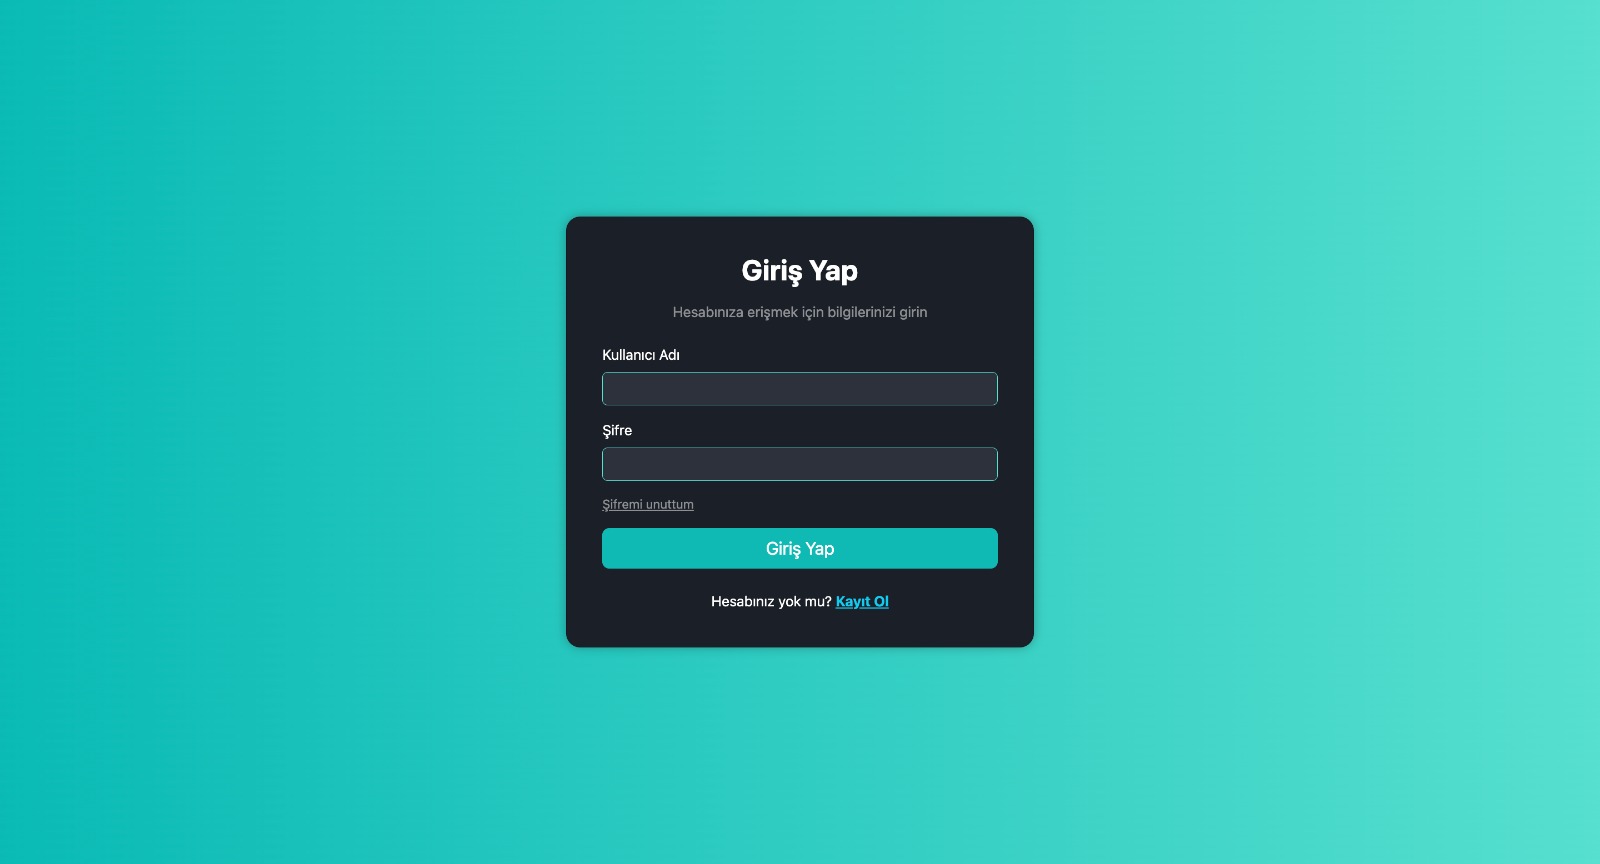 Giriş Yap
Hesabınıza erişmek için bilgilerinizi girin
Kullanıcı Adı
Şifre
Şifremi unuttum
Giriş Yap
Hesabınız yok mu? Kayıt Ol